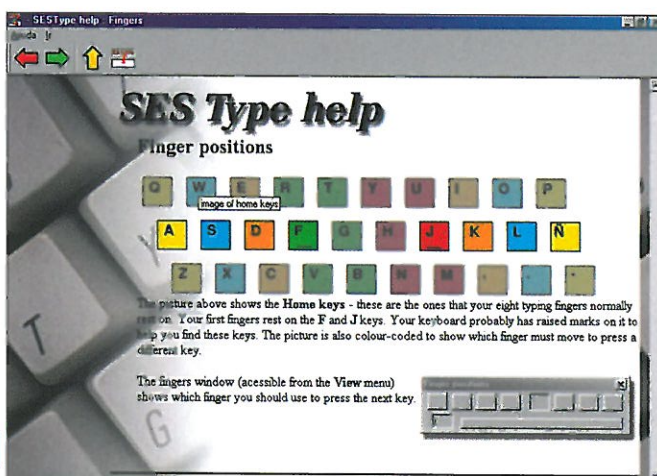 SESType help - Fingers
Ayuda Ir
SES Type help
Finger positions
Q W E R T Y U I O P
image of home keys
A S D F G H J K L Ñ
Z X C V B N M , . -
The picture above shows the Home keys - these are the ones that your eight typing fingers normally
rest on. Your first fingers rest on the F and J keys. Your keyboard probably has raised marks on it to
help you find these keys. The picture is also colour-coded to show which finger must move to press a
different key.
The fingers window (acessible from the View menu)
shows which finger you should use to press the next key.
Finger positions
Y
T
G